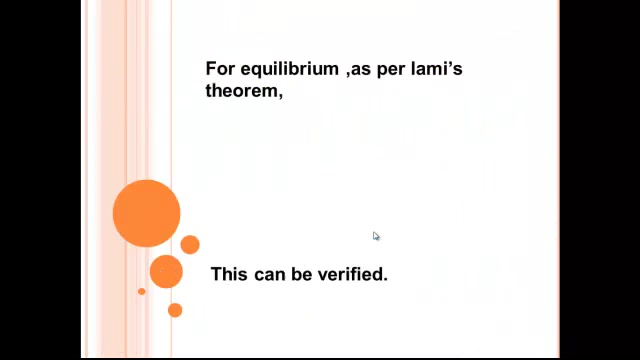 For equilibrium ,as per lami's
theorem,
This can be verified.